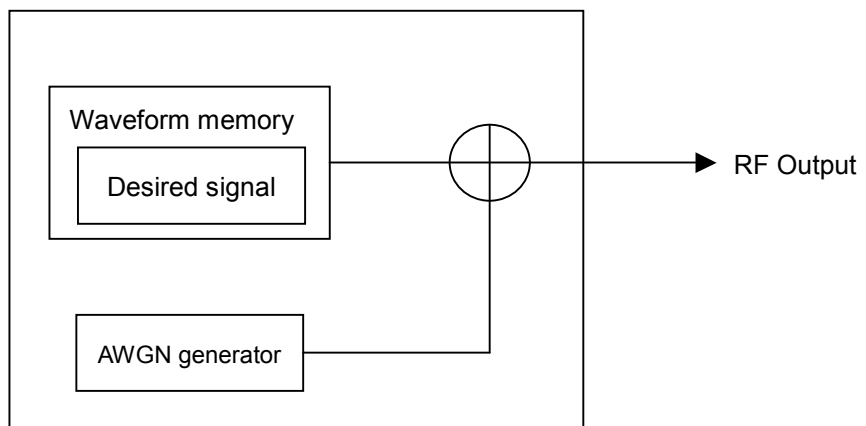 Waveform memory
Desired signal
RF Output
AWGN generator